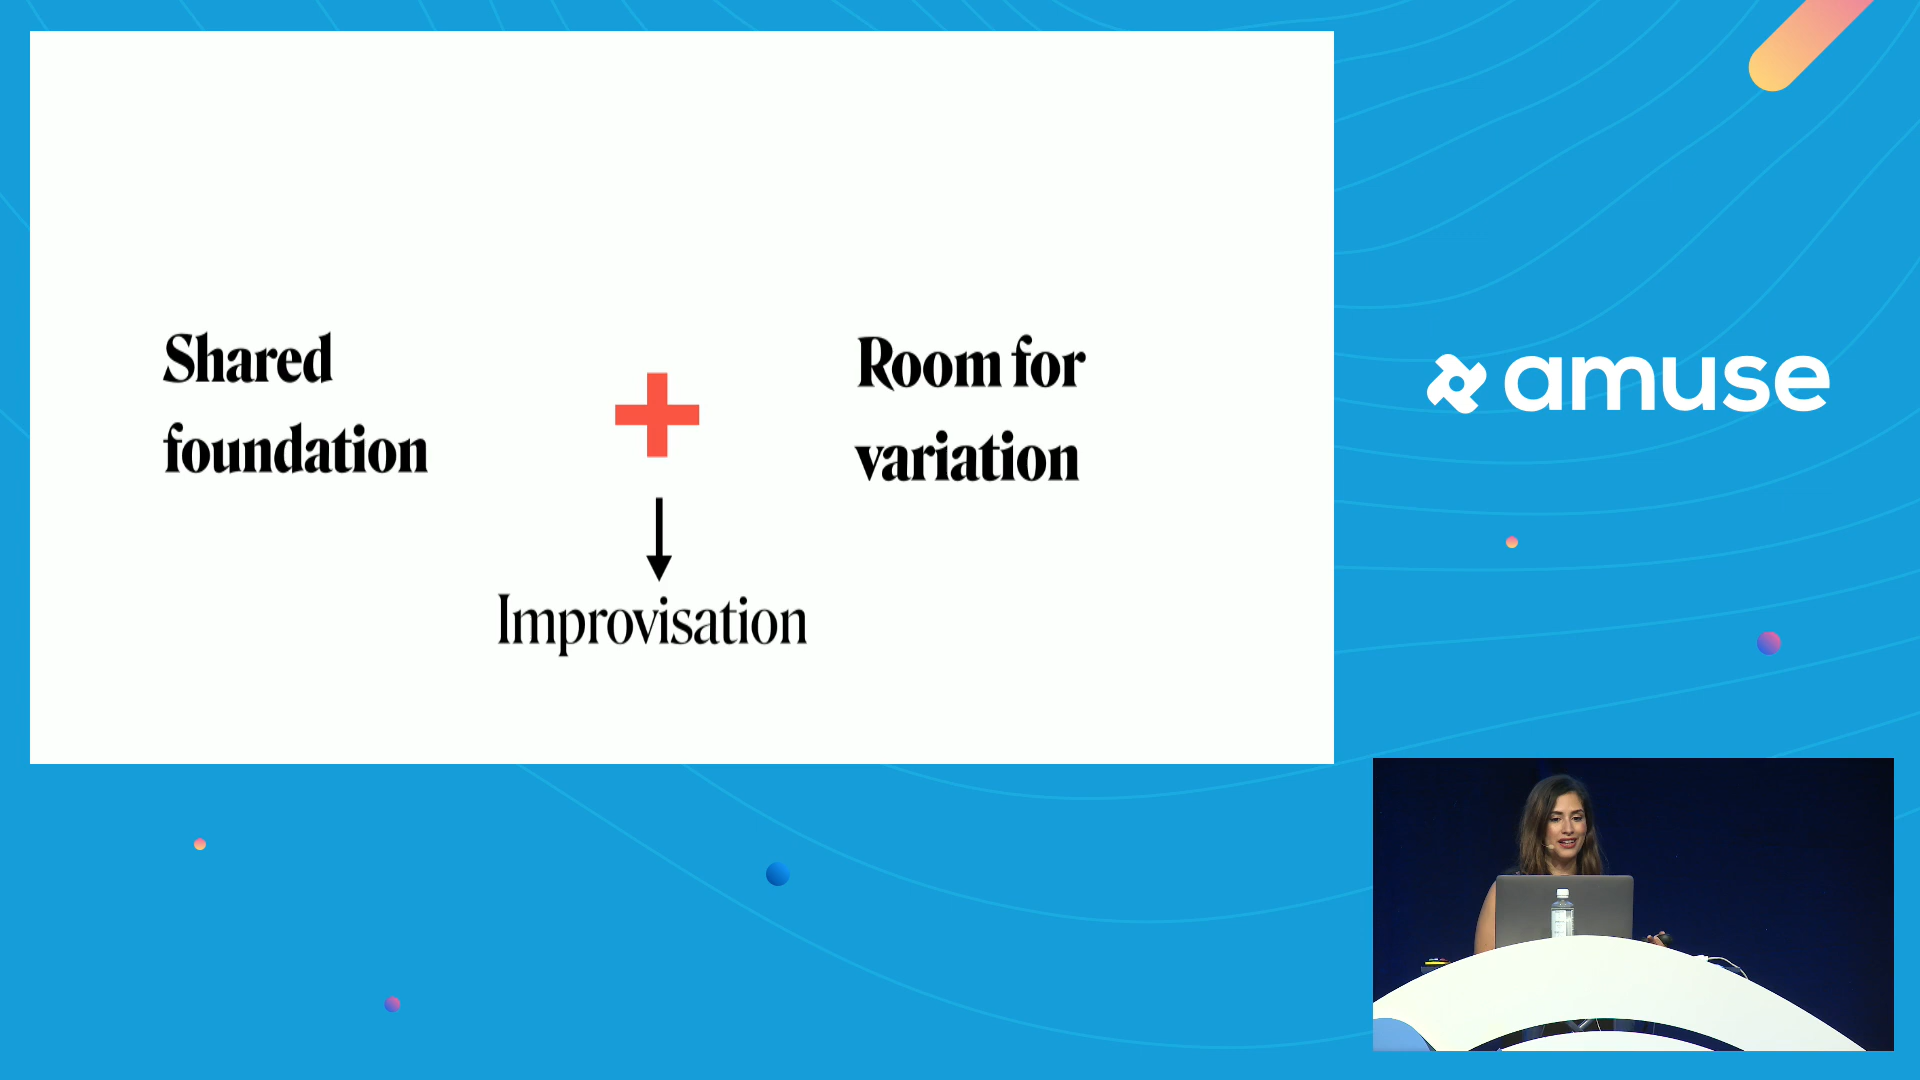 Shared
foundation
+
Room for
variation
Improvisation
amuse